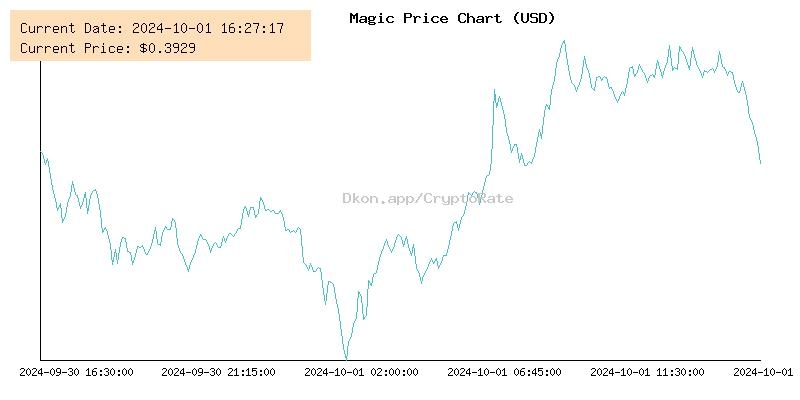 Magic Price Chart (USD)
Current Date: 2024-10-01 16:27:17
Current Price: $0.3929
Dkon.app/CryptoRate
2024-09-30 16:30:00 2024-09-30 21:15:00 2024-10-01 02:00:00 2024-10-01 06:45:00 2024-10-01 11:30:00 2024-10-01